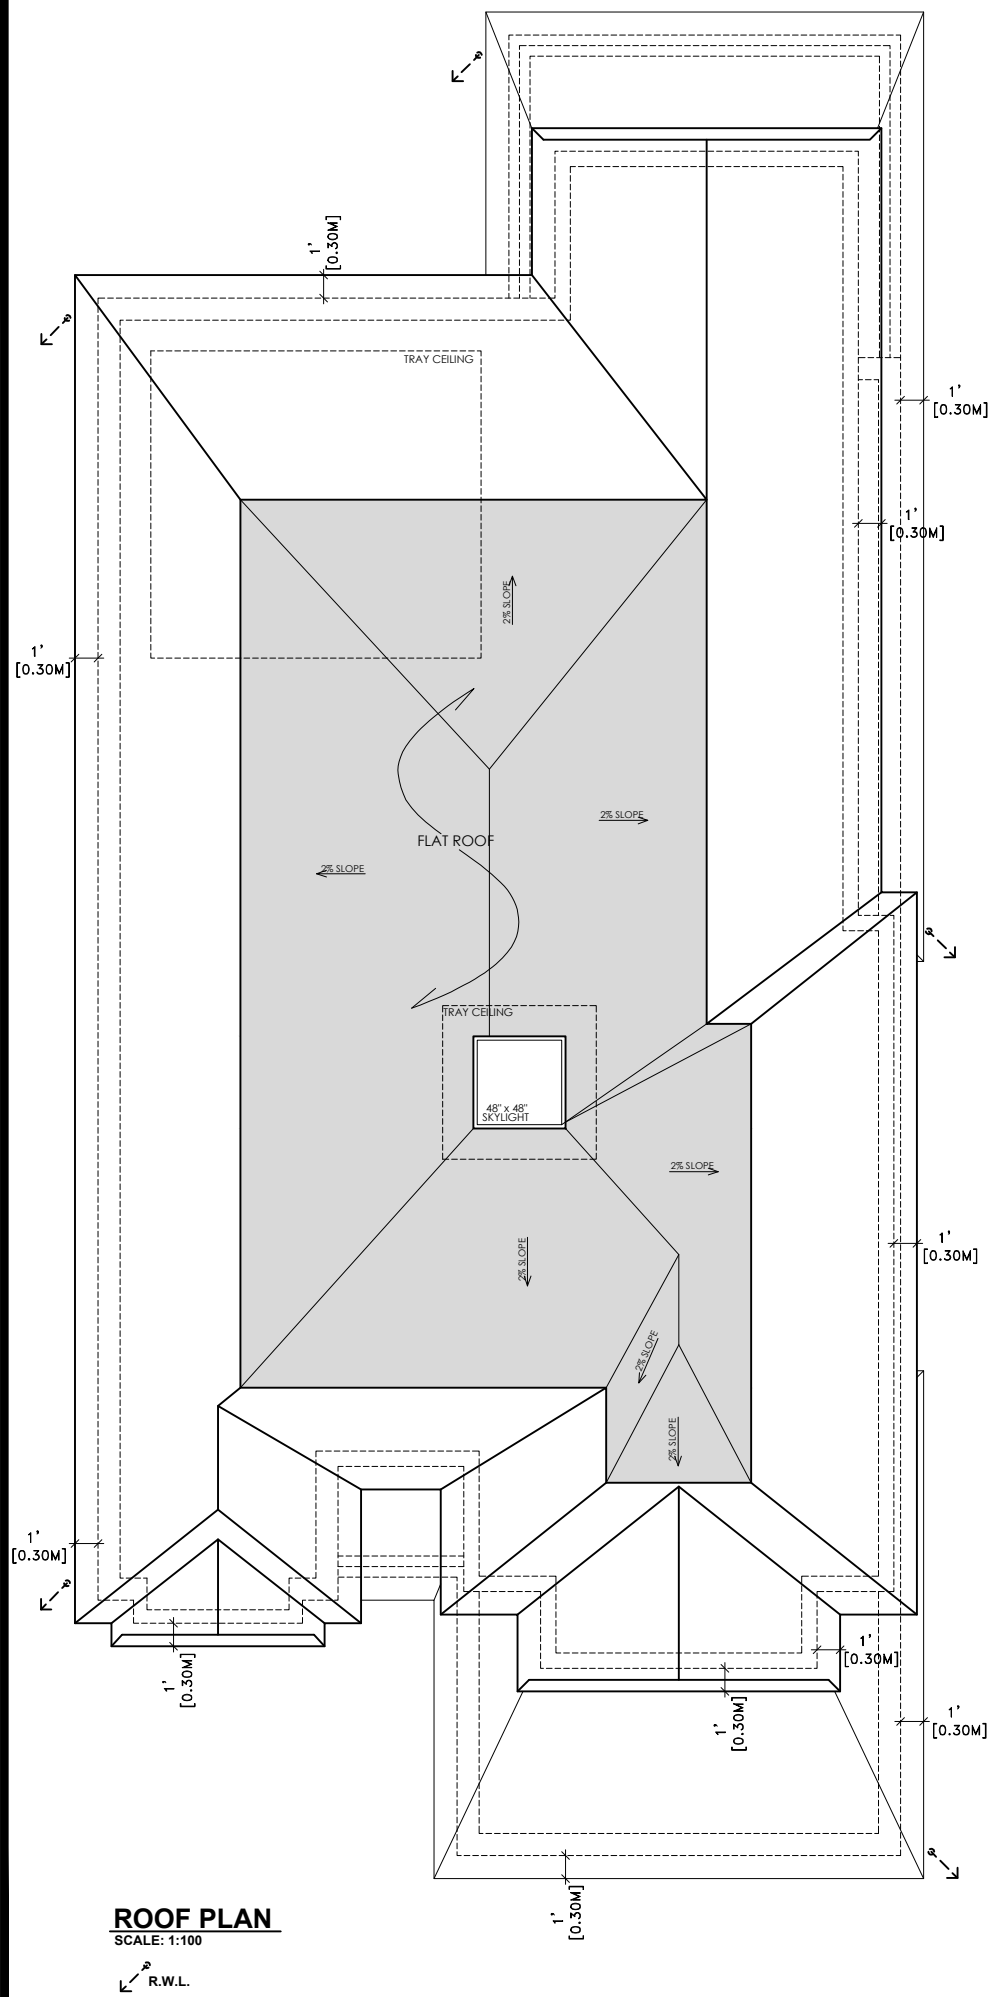 1'
[0.30M]
TRAY CEILING
1'
[0.30M]
1'
[0.30M]
2% SLOPE
1'
[0.30M]
2% SLOPE
FLAT ROOF
2% SLOPE
TRAY CEILING
48" x 48"
SKYLIGHT
2% SLOPE
2% SLOPE
1'
[0.30M]
2% SLOPE
2% SLOPE
1'
[0.30M]
1'
[0.30M]
1'
[0.30M]
1'
[0.30M]
1'
[0.30M]
1'
[0.30M]
ROOF PLAN
SCALE: 1:100
R.W.L.